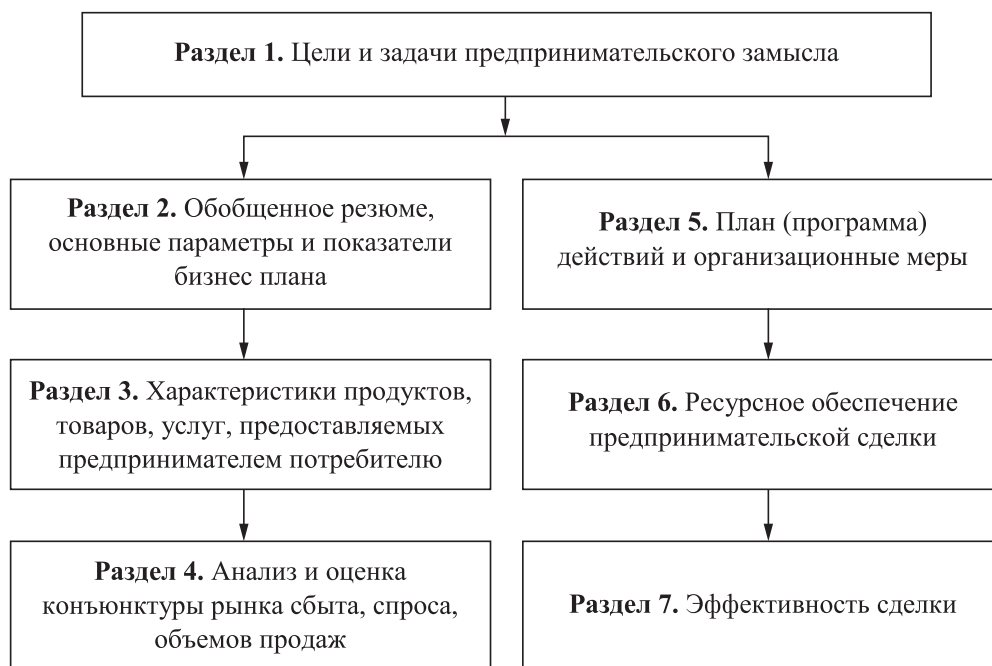 Раздел 1. Цели и задачи предпринимательского замысла
Раздел 2. Обобщенное резюме,
основные параметры и показатели
бизнес плана
Раздел 3. Характеристики продуктов,
товаров, услуг, предоставляемых
предпринимателем потребителю
Раздел 4. Анализ и оценка
конъюнктуры рынка сбыта, спроса,
объемов продаж
Раздел 5. План (программа)
действий и организационные меры
Раздел 6. Ресурсное обеспечение
предпринимательской сделки
Раздел 7. Эффективность сделки